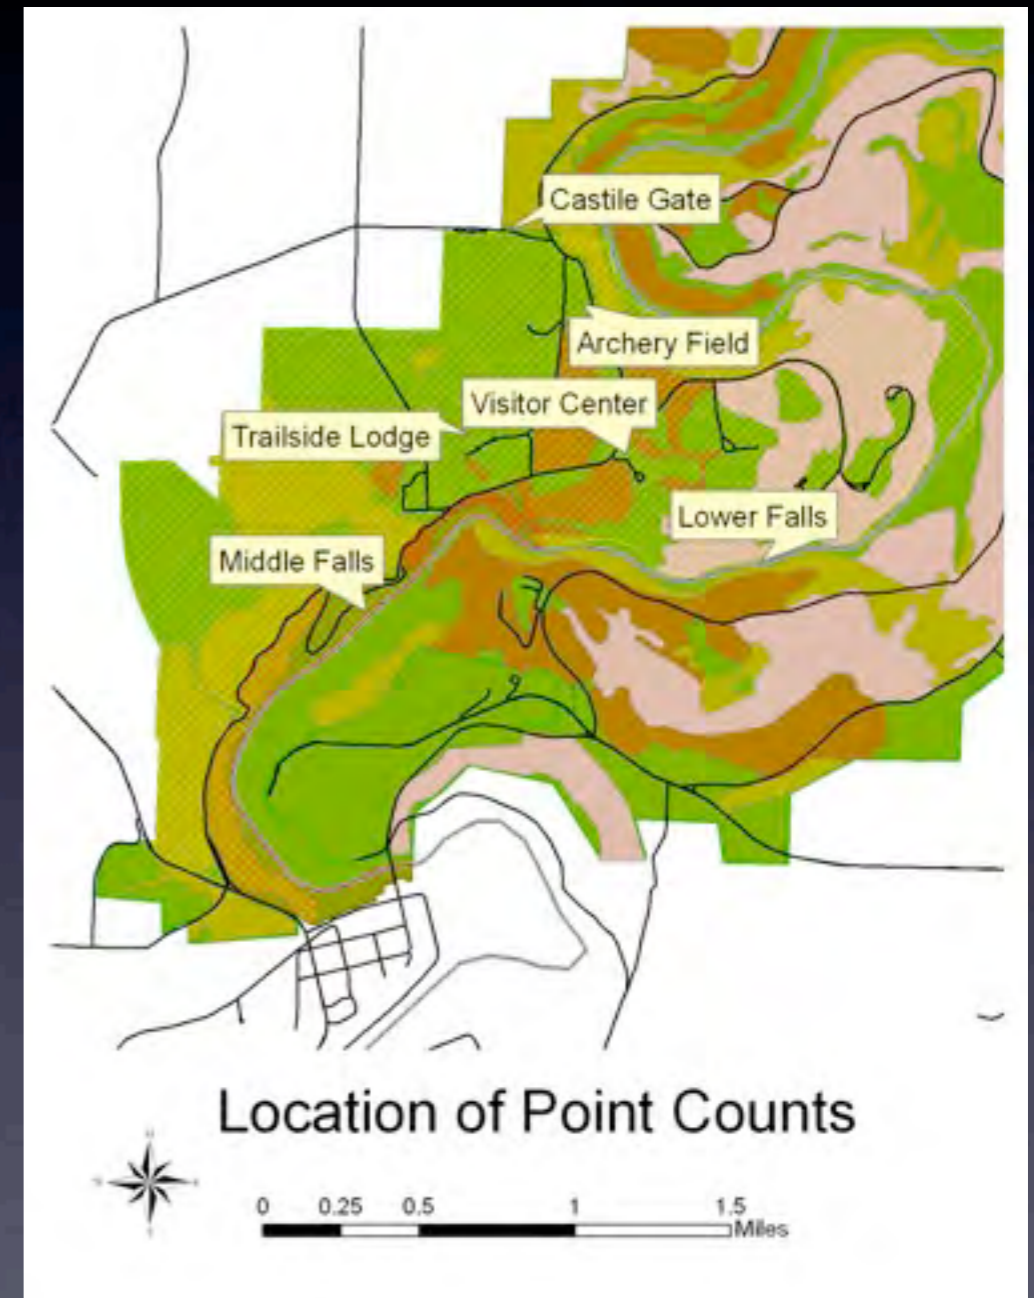 Castile Gate
Archery Field
Visitor Center
Trailside Lodge
Lower Falls
Middle Falls
Location of Point Counts
0 0.25 0.5 1 1.5
Miles